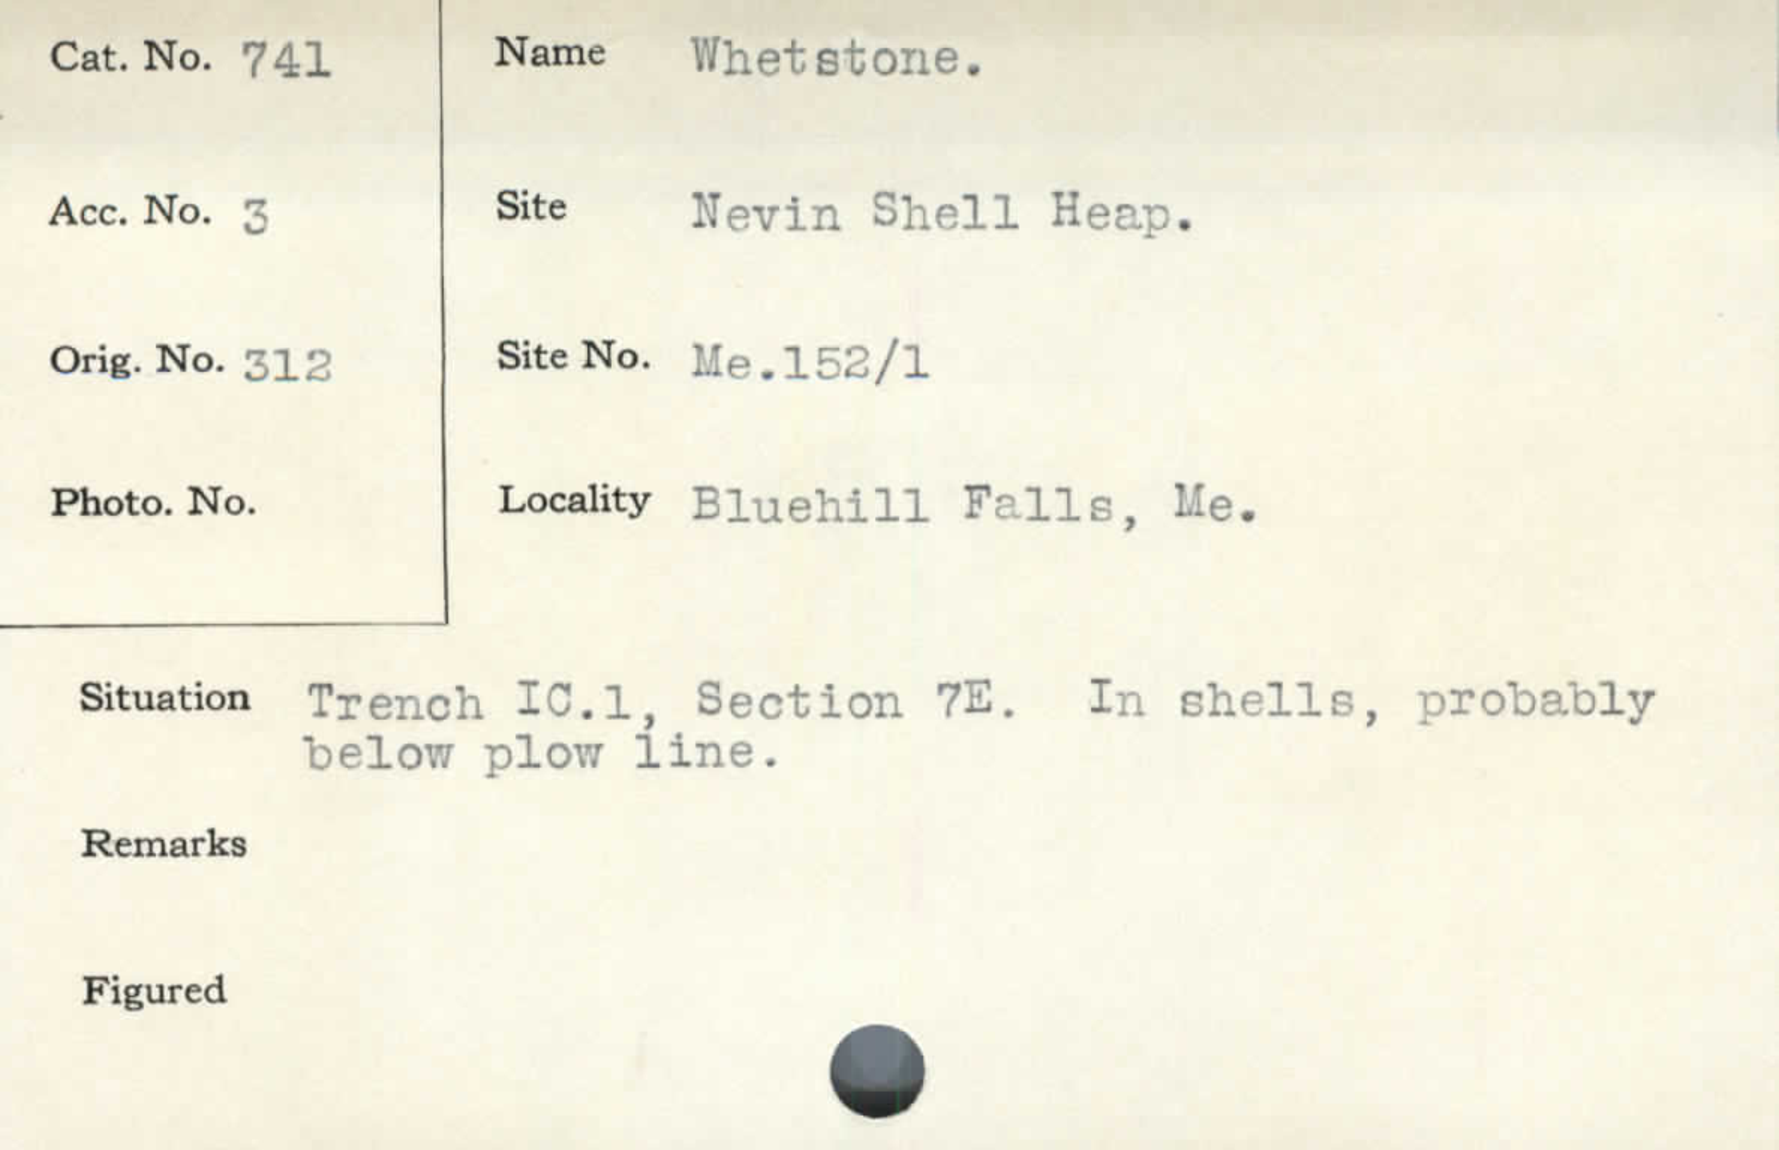 Cat. No. 741
Name Whetstone.
Acc. No. 3
Site Nevin Shell Heap.
Orig. No. 312
Site No. Me.152/1
Photo. No.
Locality Bluehill Falls, Me.
Situation Trench IC.1, Section 7E. In shells, probably
below plow line.
Remarks
Figured